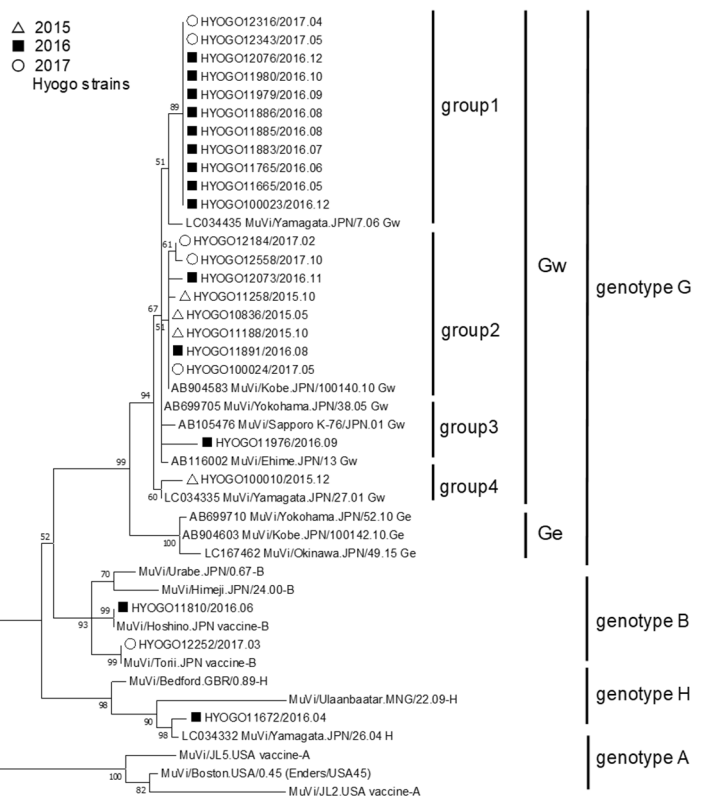 △ 2015
■ 2016
○ 2017
Hyogo strains
○ HYOGO12316/2017.04
○ HYOGO12343/2017.05
■ HYOGO12076/2016.12
■ HYOGO11980/2016.10
■ HYOGO11979/2016.09
89
■ HYOGO11886/2016.08
group1
■ HYOGO11885/2016.08
■ HYOGO11883/2016.07
51
■ HYOGO11765/2016.06
■ HYOGO11665/2016.05
■ HYOGO100023/2016.12
LC034435 MuVi/Yamagata.JPN/7.06 Gw
61
○ HYOGO12184/2017.02
○ HYOGO12558/2017.10
Gw
■ HYOGO12073/2016.11
genotype G
△ HYOGO11258/2015.10
67
△ HYOGO10836/2015.05
51
△ HYOGO11188/2015.10
group2
■ HYOGO11891/2016.08
○ HYOGO100024/2017.05
AB904583 MuVi/Kobe.JPN/100140.10 Gw
94
AB699705 MuVi/Yokohama.JPN/38.05 Gw
AB105476 MuVi/Sapporo K-76/JPN.01 Gw
group3
■ HYOGO11976/2016.09
99
AB116002 MuVi/Ehime.JPN/13 Gw
△ HYOGO100010/2015.12
group4
60
LC034335 MuVi/Yamagata.JPN/27.01 Gw
AB699710 MuVi/Yokohama.JPN/52.10 Ge
AB904603 MuVi/Kobe.JPN/100142.10.Ge
Ge
100
LC167462 MuVi/Okinawa.JPN/49.15 Ge
52
MuVi/Urabe.JPN/0.67-B
70
MuVi/Himeji.JPN/24.00-B
99
■ HYOGO11810/2016.06
93
MuVi/Hoshino.JPN vaccine-B
genotype B
○ HYOGO12252/2017.03
99
MuVi/Torii.JPN vaccine-B
MuVi/Bedford.GBR/0.89-H
98
MuVi/Ulaanbaatar.MNG/22.09-H
genotype H
90
■ HYOGO11672/2016.04
98
LC034332 MuVi/Yamagata.JPN/26.04 H
MuVi/JL5.USA vaccine-A
genotype A
100
MuVi/Boston.USA/0.45 (Enders/USA45)
82
MuVi/JL2.USA vaccine-A